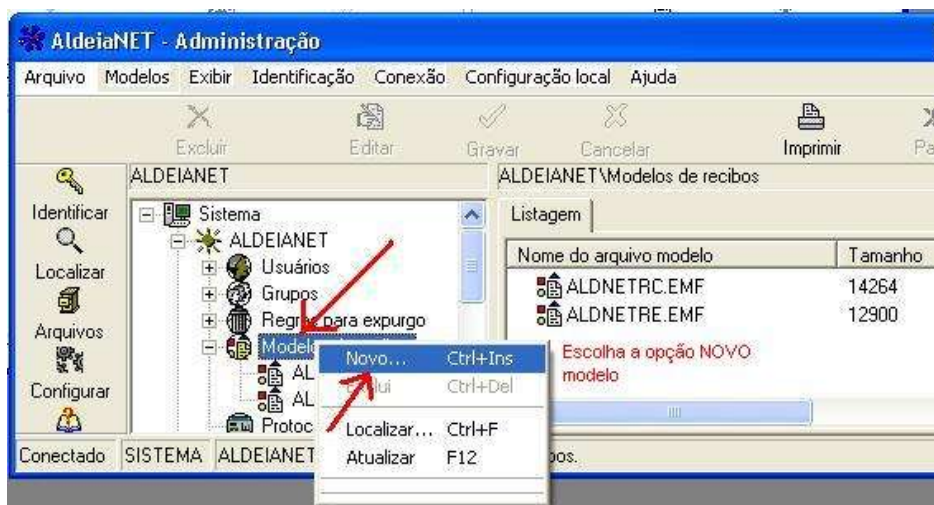 AldeiaNET - Administração
Arquivo Modelos Exibir Identificação Conexão Configuração local Ajuda
Excluir Editar Gravar Cancelar Imprimir
Identificar
Localizar
Arquivos
Configurar
ALDEIANET
Sistema
ALDEIANET
Usuários
Grupos
Regras para expurgo
AL
AL
ALDEIANET\Modelos de recibos
Listagem
Nome do arquivo modelo Tamanho
ALDNETRC.EMF 14264
ALDNETRE.EMF 12900
Escolha a opção NOVO
modelo
Novo... Ctrl+Ins
Ctrl+Del
Localizar... Ctrl+F
Atualizar F12
Conectado SISTEMA ALDEIANET